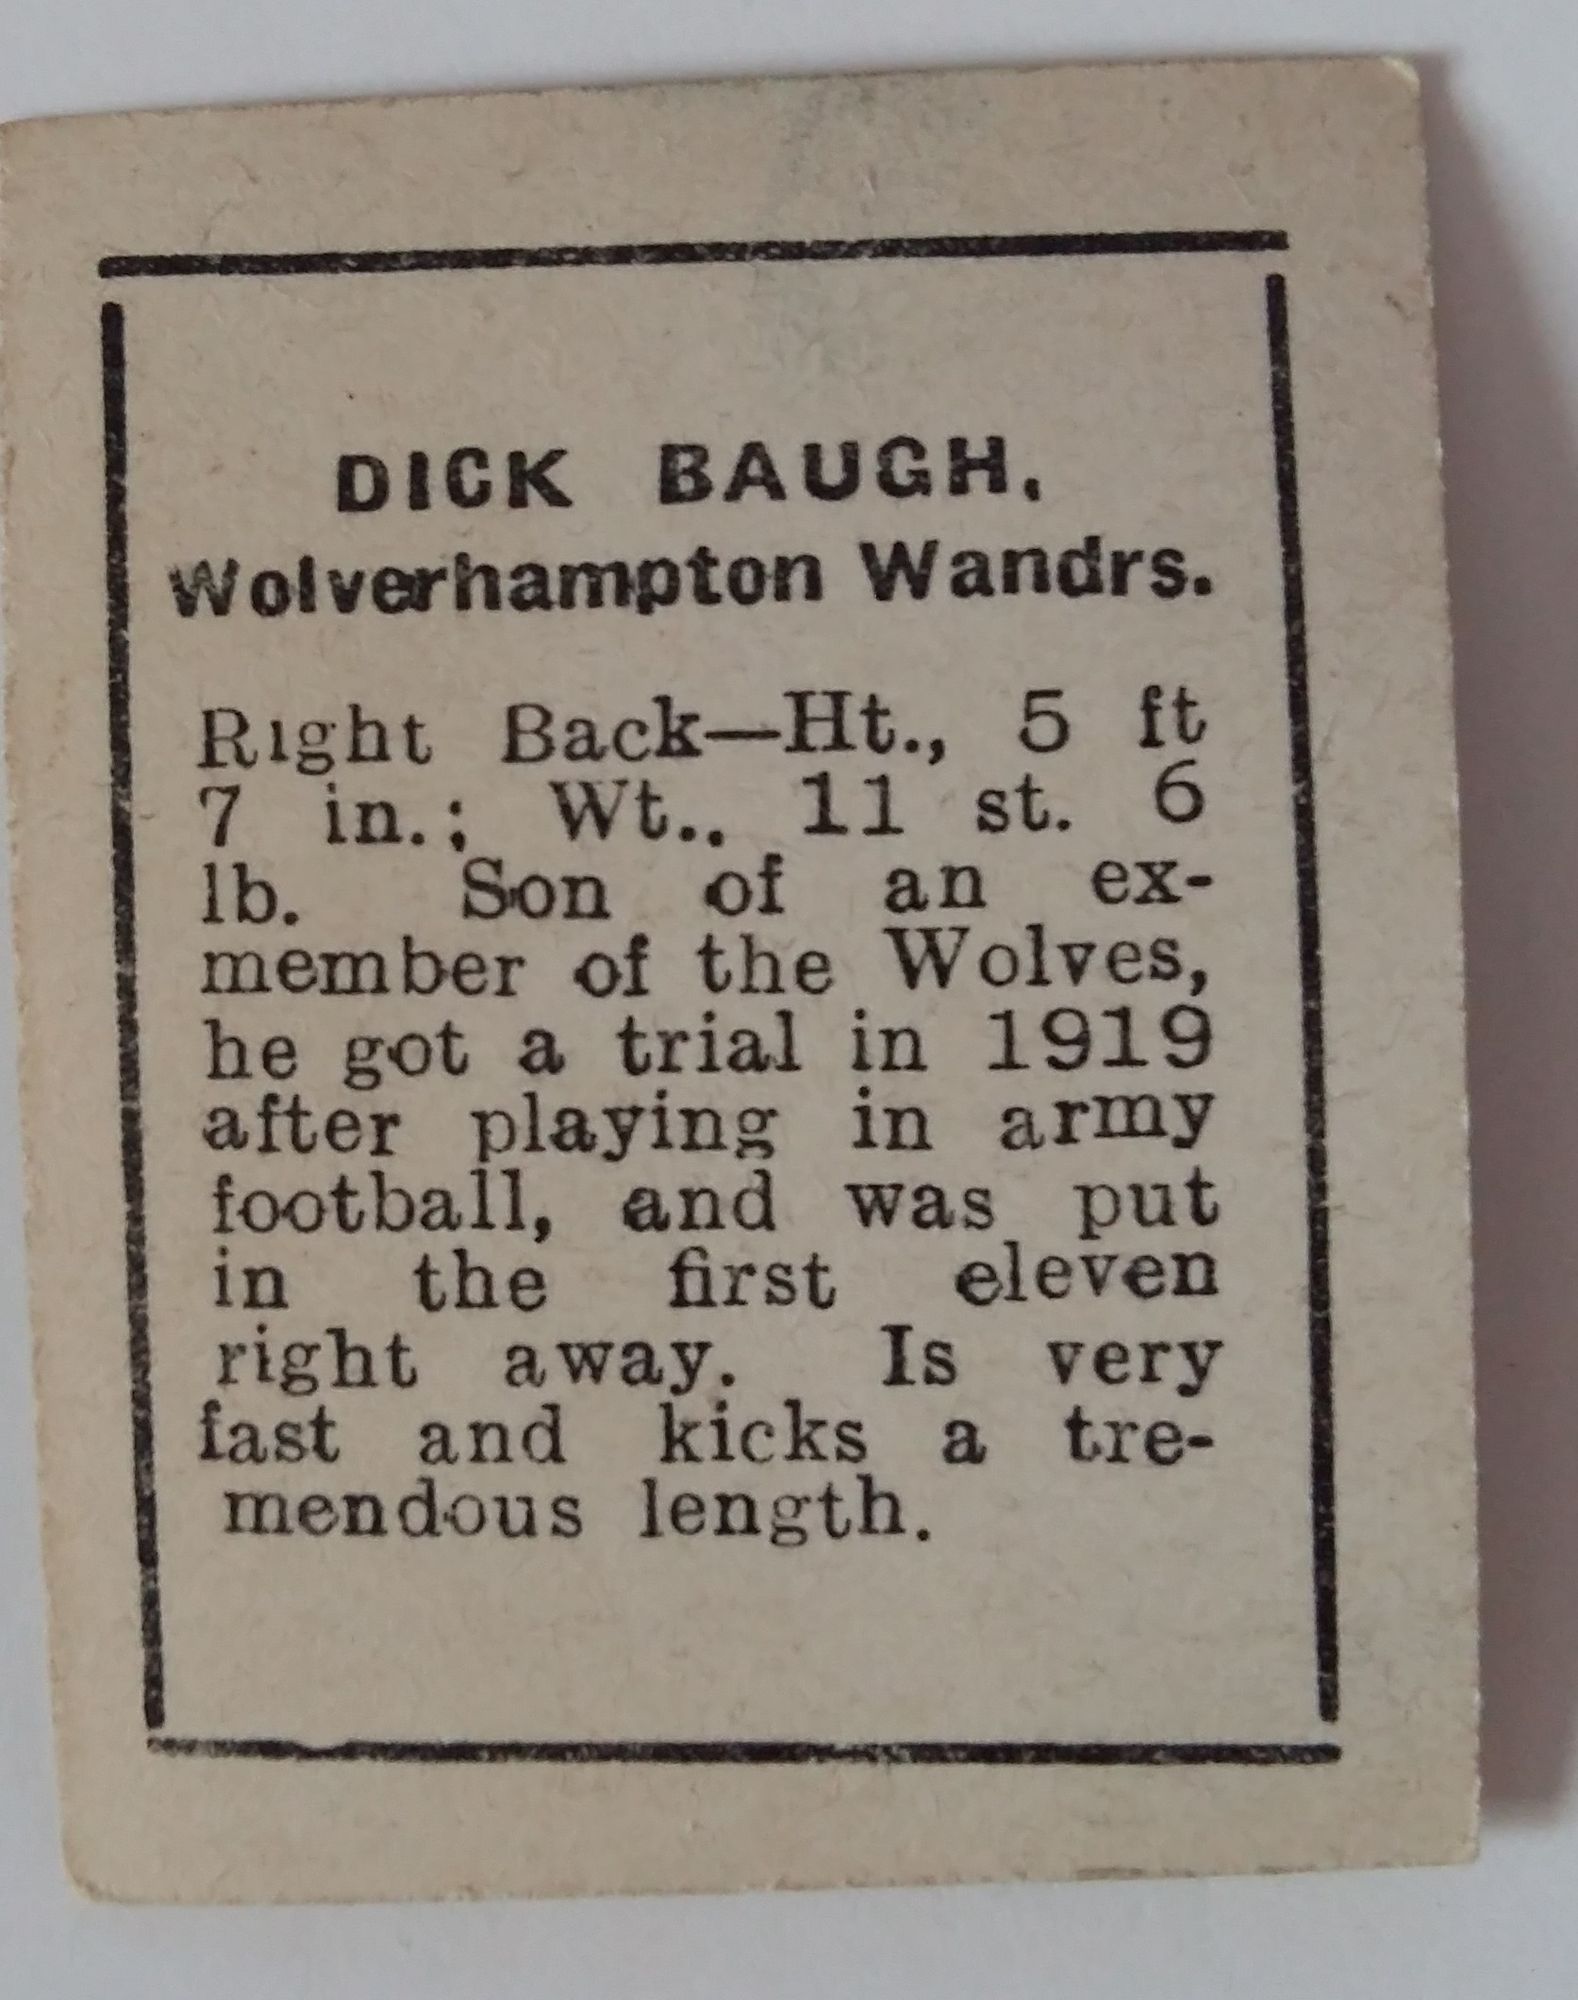 DICK BAUGH.
Wolverhampton Wandrs.
Right Back—Ht., 5 ft
7 in.; Wt.. 11 st. 6
lb. Son of an ex-
member of the Wolves,
he got a trial in 1919
after playing in army
football, and was put
in the first eleven
right away. Is very
fast and kicks a tre-
mendous length.